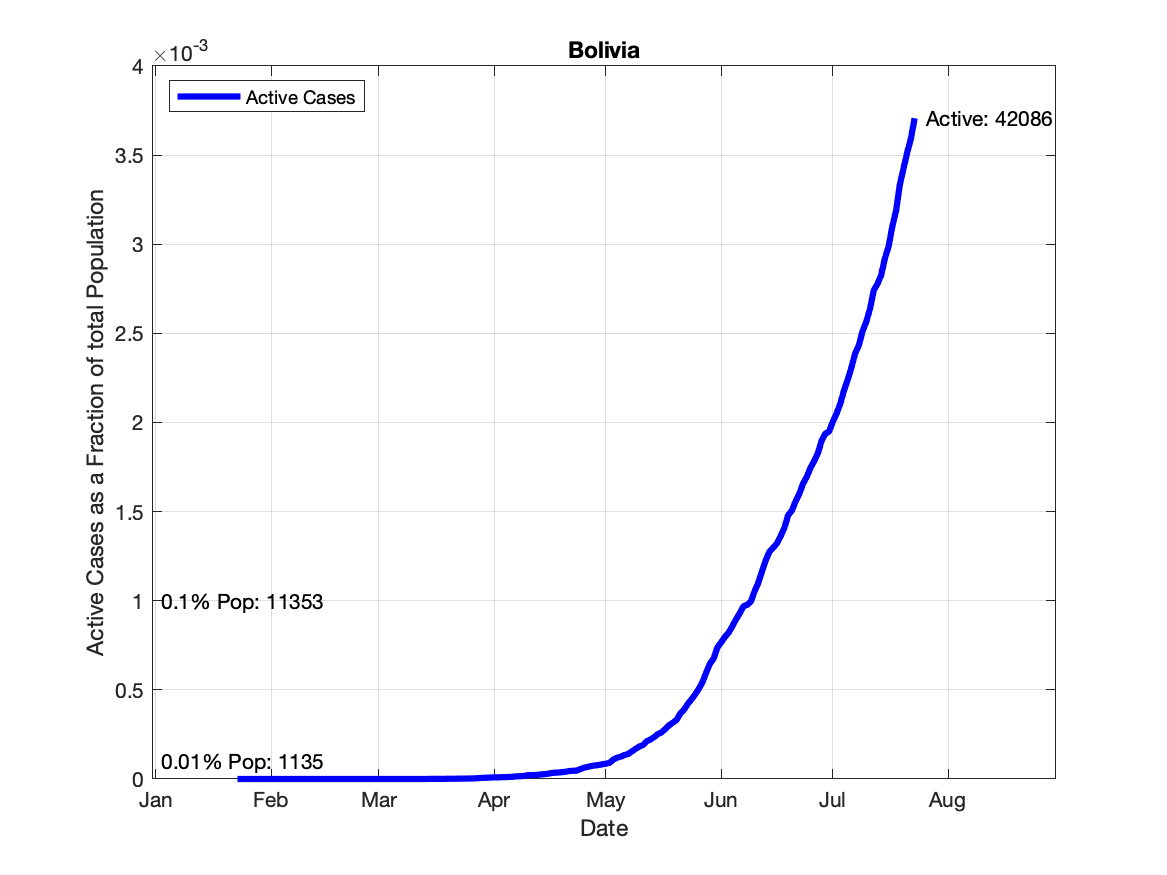 Bolivia
×10-3
4
3.5
3
2.5
2
1.5
1
0.5
0
Active Cases as a Fraction of total Population
Active Cases
Active: 42086
0.1% Pop: 11353
0.01% Pop: 1135
Jan Feb Mar Apr May Jun Jul Aug
Date